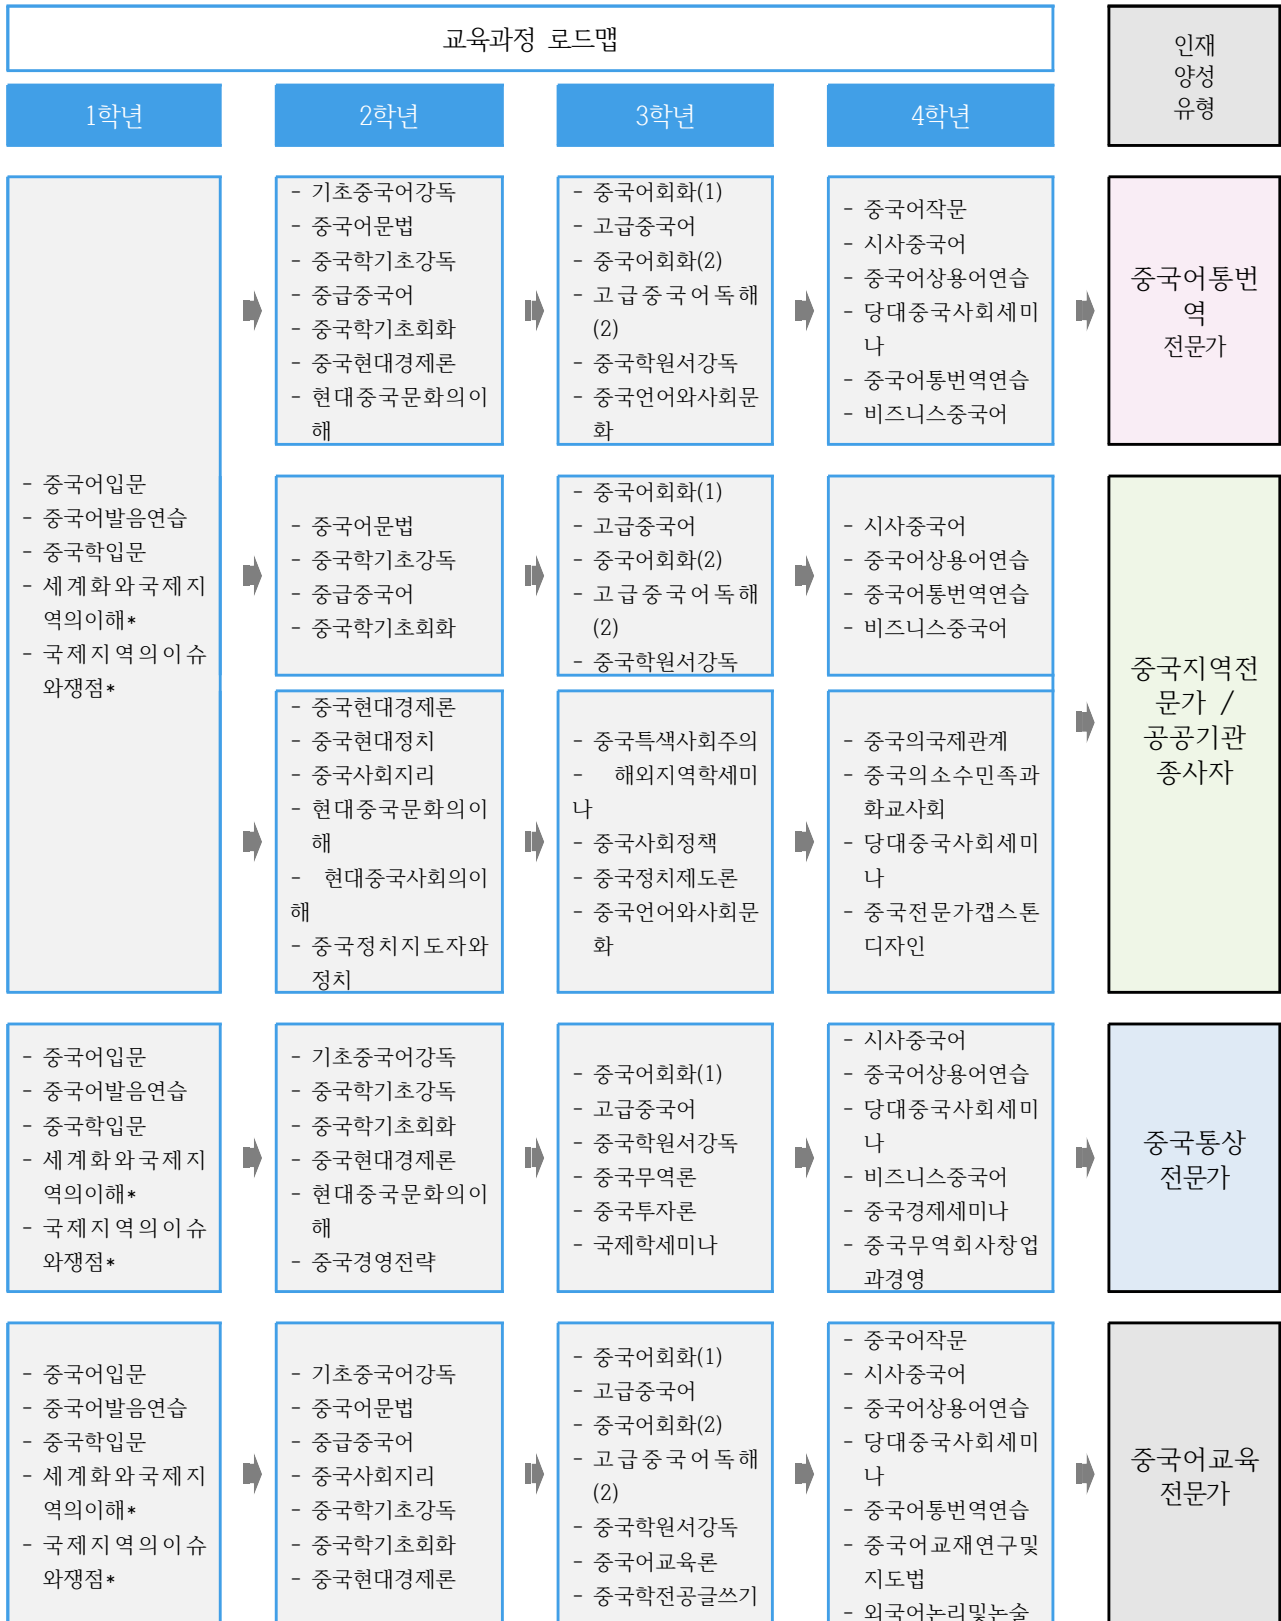 교육과정 로드맵
인재
양성
유형
1학년
2학년
3학년
4학년
- 중국어입문
- 중국어발음연습
- 중국학입문
- 세계화와국제지
역의이해*
- 국제지역의이슈
와쟁점*
- 기초중국어강독
- 중국어문법
- 중국학기초강독
- 중급중국어
- 중국학기초회화
- 중국현대경제론
- 현대중국문화의이
해
- 중국어회화(1)
- 고급중국어
- 중국어회화(2)
- 고급중국어독해
(2)
- 중국학원서강독
- 중국언어와사회문
화
- 중국어작문
- 시사중국어
- 중국어상용어연습
- 당대중국사회세미
나
- 중국어통번역연습
- 비즈니스중국어
중국어통번
역
전문가
- 중국어문법
- 중국학기초강독
- 중급중국어
- 중국학기초회화
- 중국어회화(1)
- 고급중국어
- 중국어회화(2)
- 고급중국어독해
(2)
- 중국학원서강독
- 시사중국어
- 중국어상용어연습
- 중국어통번역연습
- 비즈니스중국어
- 중국현대경제론
- 중국현대정치
- 중국사회지리
- 현대중국문화의이
해
- 현대중국사회의이
해
- 중국정치지도자와
정치
- 중국특색사회주의
- 해외지역학세미
나
- 중국사회정책
- 중국정치제도론
- 중국언어와사회문
화
- 중국의국제관계
- 중국의소수민족과
화교사회
- 당대중국사회세미
나
- 중국전문가캡스톤
디자인
중국지역전
문가 /
공공기관
종사자
- 중국어입문
- 중국어발음연습
- 중국학입문
- 세계화와국제지
역의이해*
- 국제지역의이슈
와쟁점*
- 기초중국어강독
- 중국학기초강독
- 중국학기초회화
- 중국현대경제론
- 현대중국문화의이
해
- 중국경영전략
- 중국어회화(1)
- 고급중국어
- 중국학원서강독
- 중국무역론
- 중국투자론
- 국제학세미나
- 시사중국어
- 중국어상용어연습
- 당대중국사회세미
나
- 비즈니스중국어
- 중국경제세미나
- 중국무역회사창업
과경영
중국통상
전문가
- 중국어입문
- 중국어발음연습
- 중국학입문
- 세계화와국제지
역의이해*
- 국제지역의이슈
와쟁점*
- 기초중국어강독
- 중국어문법
- 중급중국어
- 중국사회지리
- 중국학기초강독
- 중국학기초회화
- 중국현대경제론
- 중국어회화(1)
- 고급중국어
- 중국어회화(2)
- 고급중국어독해
(2)
- 중국학원서강독
- 중국어교육론
- 중국학전공글쓰기
- 중국어작문
- 시사중국어
- 중국어상용어연습
- 당대중국사회세미
나
- 중국어통번역연습
- 중국어교재연구및
지도법
- 외국어논리및논술
중국어교육
전문가